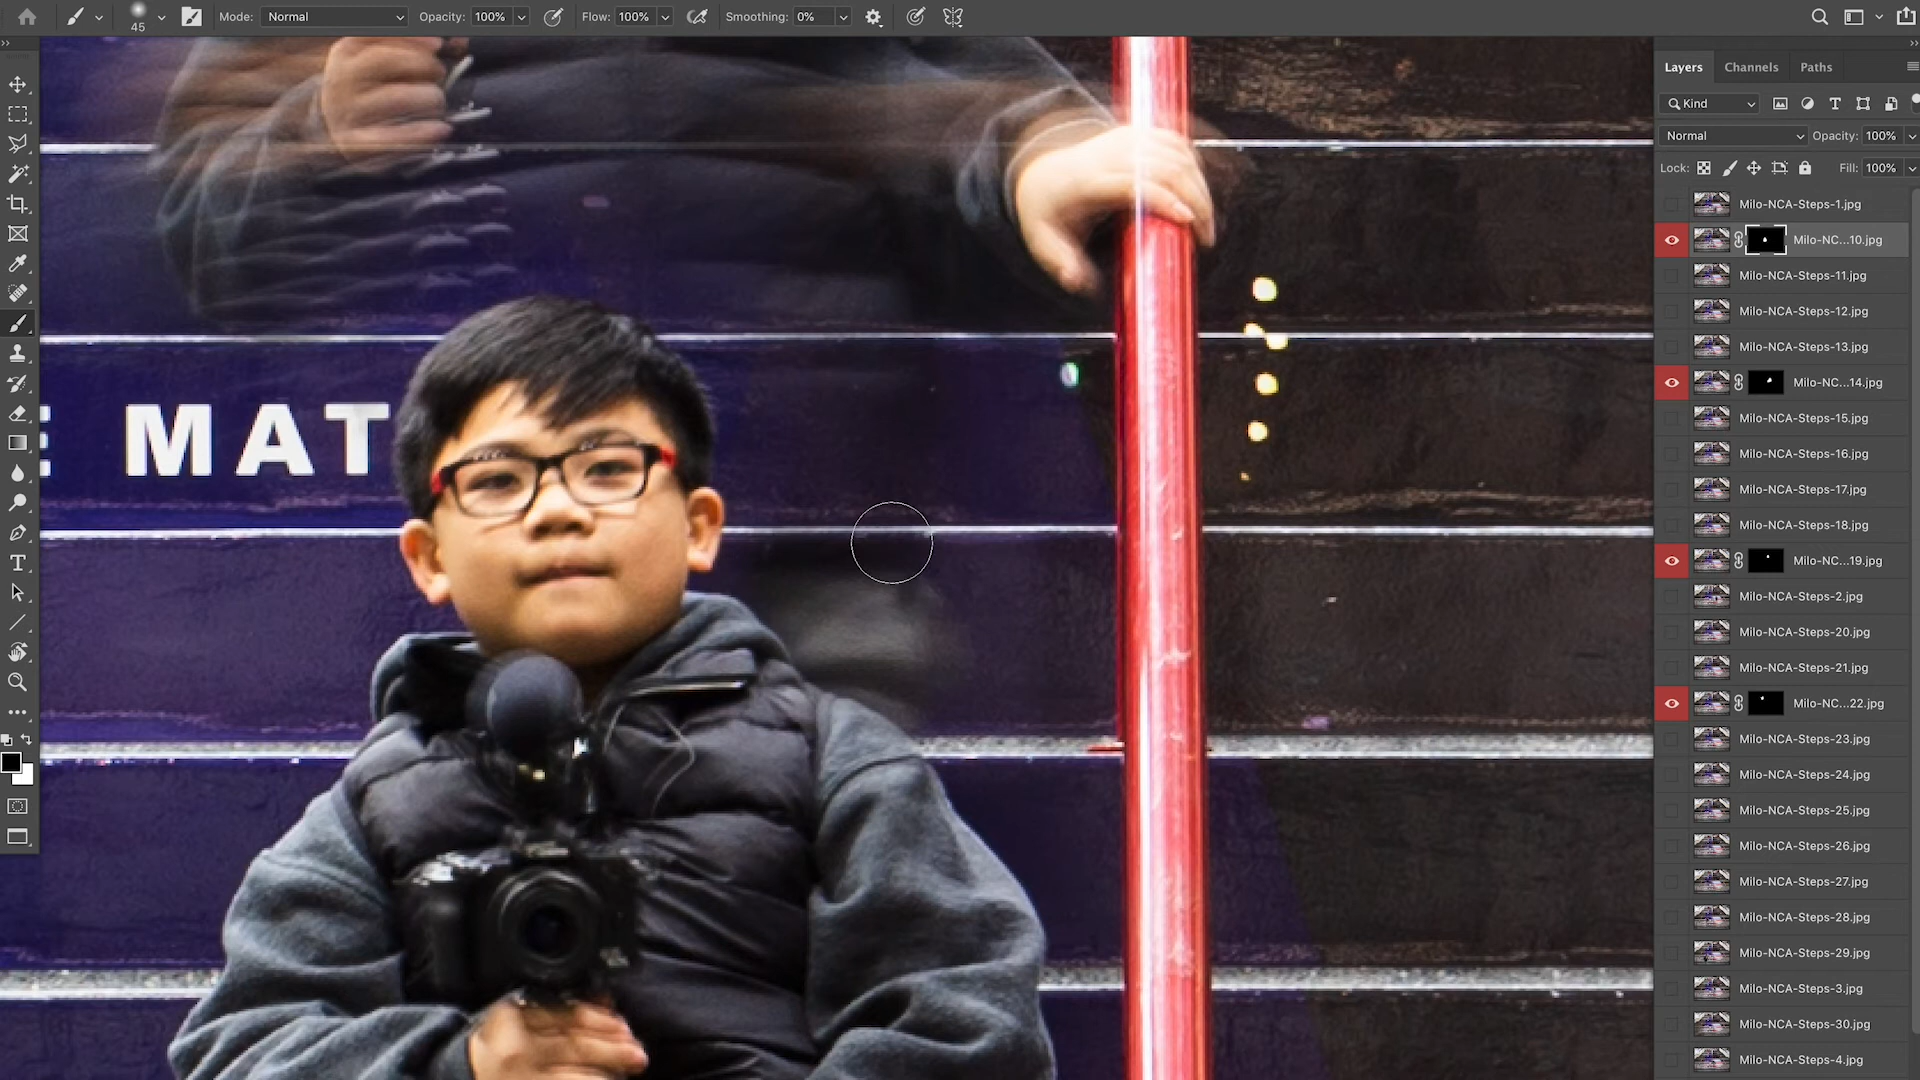 45
Mode:
Normal
Opacity:
100%
Flow:
100%
Smoothing:
0%
Layers
Channels
Paths
Kind
Normal
Opacity:
100%
Lock:
Fill:
100%
Milo-NCA-Steps-1.jpg
Milo-NC...10.jpg
Milo-NCA-Steps-11.jpg
Milo-NCA-Steps-12.jpg
Milo-NCA-Steps-13.jpg
Milo-NC...14.jpg
Milo-NCA-Steps-15.jpg
Milo-NCA-Steps-16.jpg
Milo-NCA-Steps-17.jpg
Milo-NCA-Steps-18.jpg
Milo-NC...19.jpg
Milo-NCA-Steps-2.jpg
Milo-NCA-Steps-20.jpg
Milo-NCA-Steps-21.jpg
Milo-NC...22.jpg
Milo-NCA-Steps-23.jpg
Milo-NCA-Steps-24.jpg
Milo-NCA-Steps-25.jpg
Milo-NCA-Steps-26.jpg
Milo-NCA-Steps-27.jpg
Milo-NCA-Steps-28.jpg
Milo-NCA-Steps-29.jpg
Milo-NCA-Steps-3.jpg
Milo-NCA-Steps-30.jpg
Milo-NCA-Steps-4.jpg
E MAT